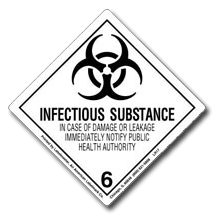 INFECTIOUS SUBSTANCE
IN CASE OF DAMAGE OR LEAKAGE
IMMEDIATELY NOTIFY PUBLIC
HEALTH AUTHORITY
6